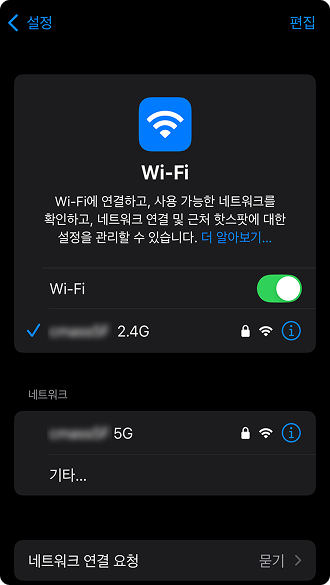 설정
편집
Wi-Fi
Wi-Fi에 연결하고, 사용 가능한 네트워크를
확인하고, 네트워크 연결 및 근처 핫스팟에 대한
설정을 관리할 수 있습니다. 더 알아보기...
Wi-Fi
2.4G
네트워크
5G
기타...
네트워크 연결 요청
묻기